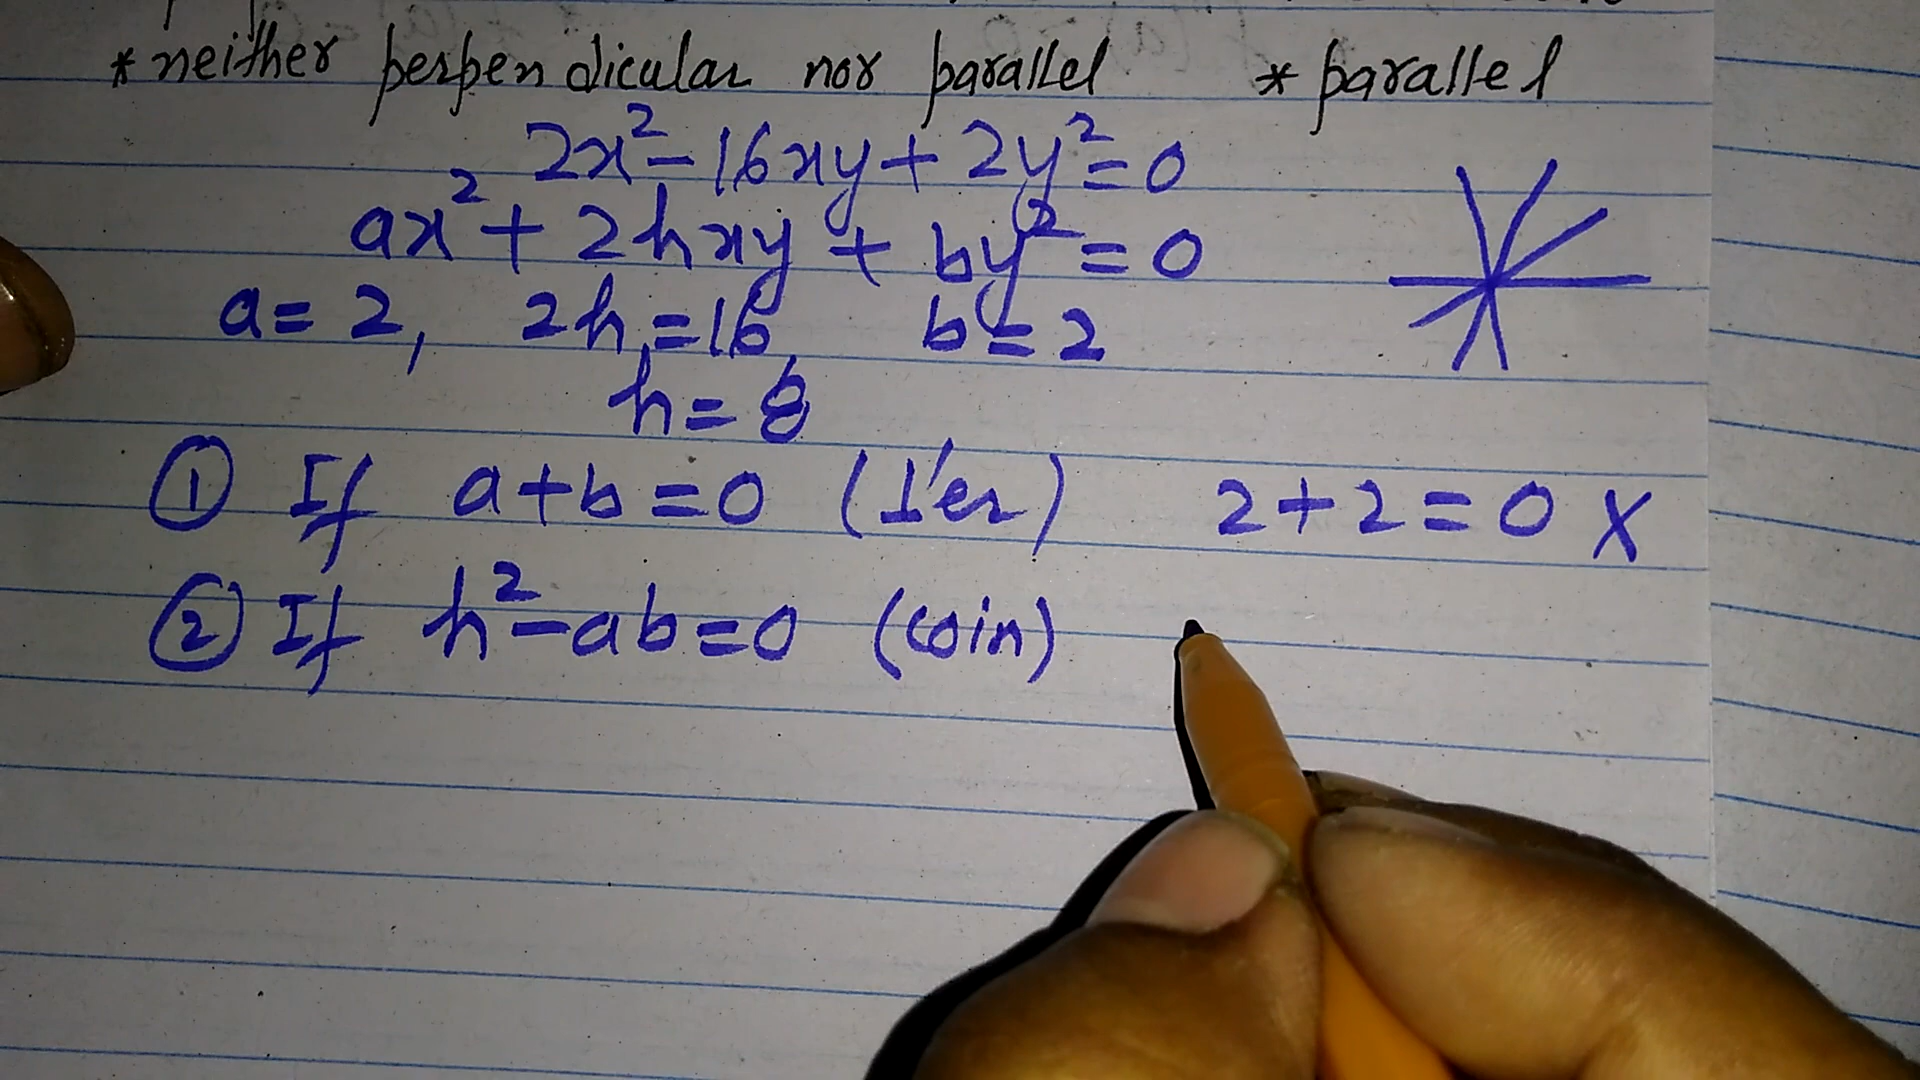 * neither perpendicular nor parallel * parallel
2x² - 16xy + 2y² = 0
ax² + 2hxy + by² = 0
a = 2, 2h = 16, b = 2
h = 8
① If a+b=0 (⊥'er) 2+2=0 X
② If h²-ab=0 (coin)